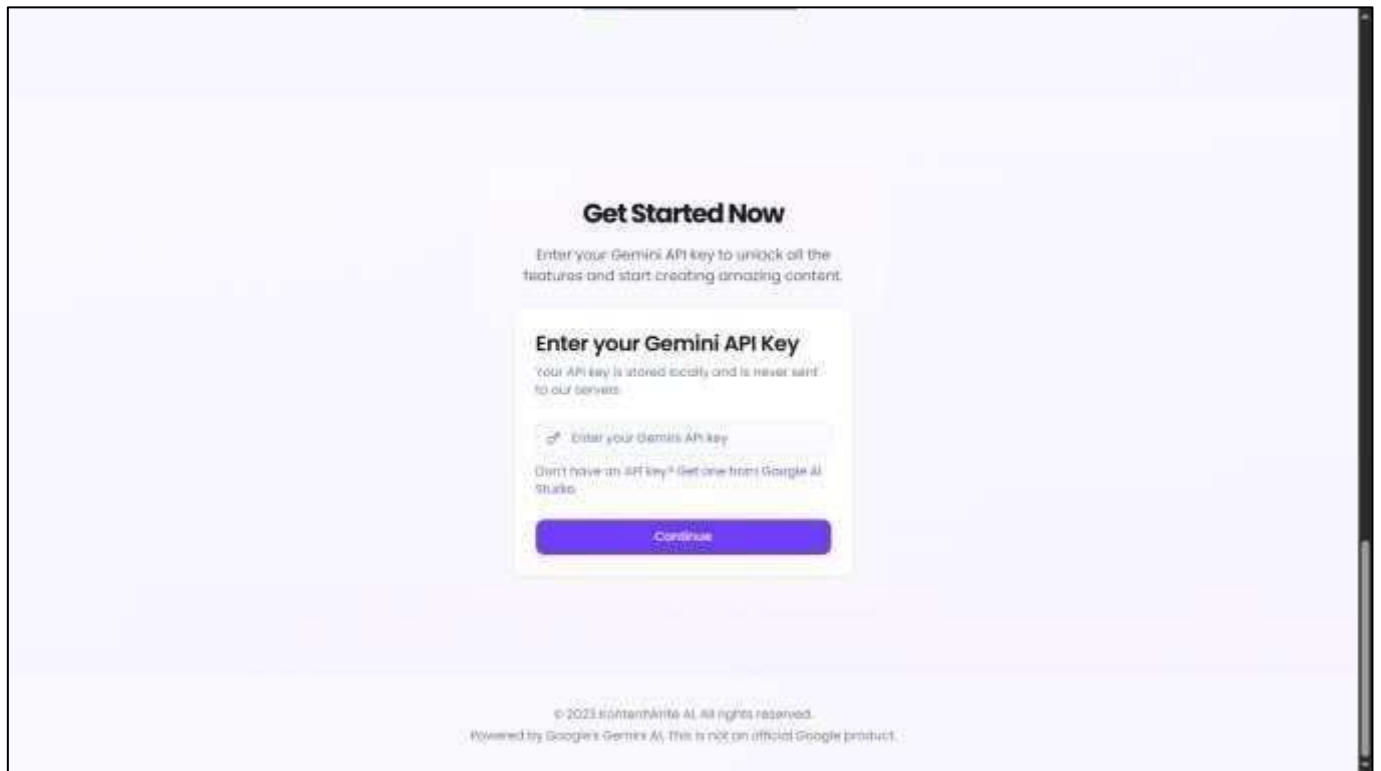 Get Started Now
Enter your Gemini API key to unlock all the
features and start creating amazing content.
Enter your Gemini API Key
Your API key is stored locally and is never sent
to our servers.
Enter your Gemini API key
Don't have an API key? Get one from Google AI
Studio
Continue
© 2023 AI. All rights reserved.
Powered by Google's Gemini AI. This is not an official Google product.